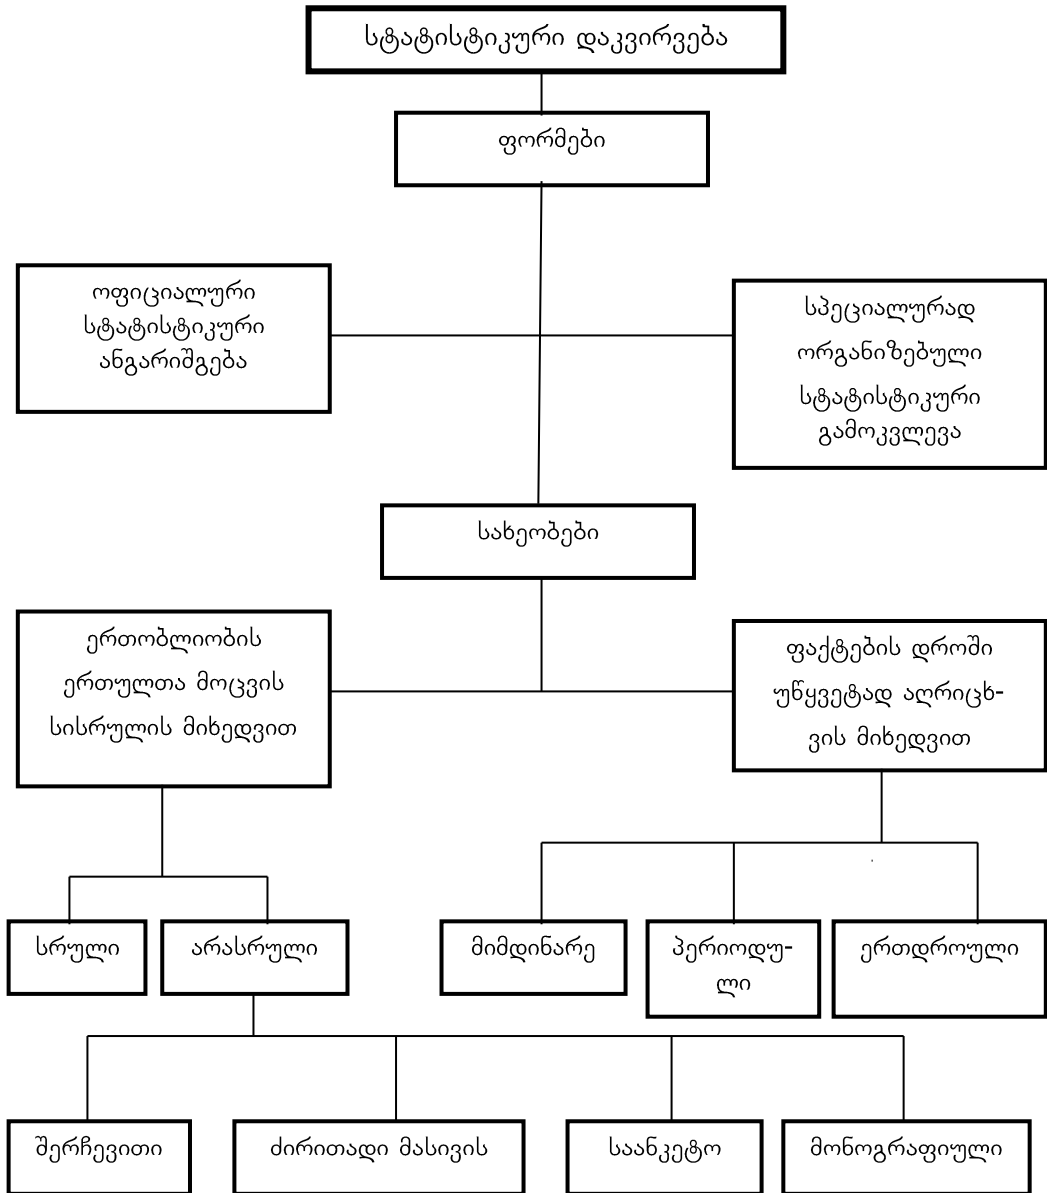 სტატისტიკური დაკვირვება
ფორმები
ოფიციალური
სტატისტიკური
ანგარიშგება
სპეციალურად
ორგანიზებული
სტატისტიკური
გამოკვლევა
სახეობები
ერთობლიობის
ერთულთა მოცვის
სისრულის მიხედვით
ფაქტების დროში
უწყვეტად აღრიცხ-
ვის მიხედვით
სრული
არასრული
მიმდინარე
პერიოდუ-
ლი
ერთდროული
შერჩევითი
ძირითადი მასივის
საანკეტო
მონოგრაფიული